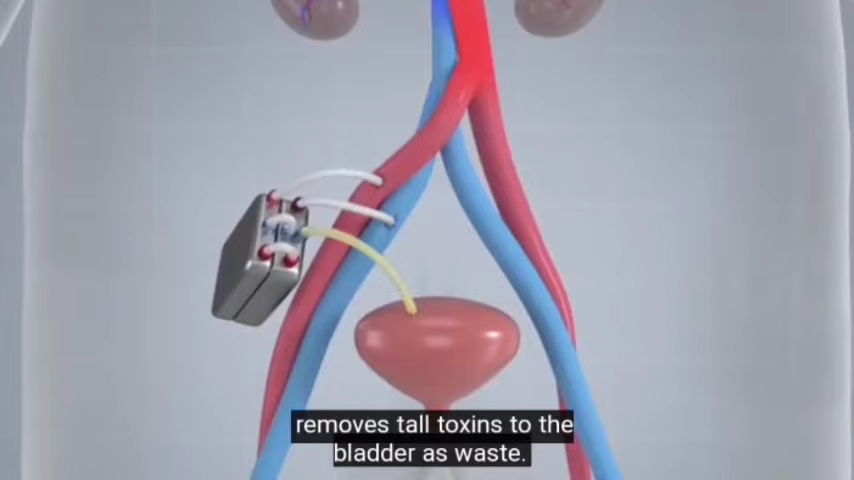 removes tall toxins to the
bladder as waste.